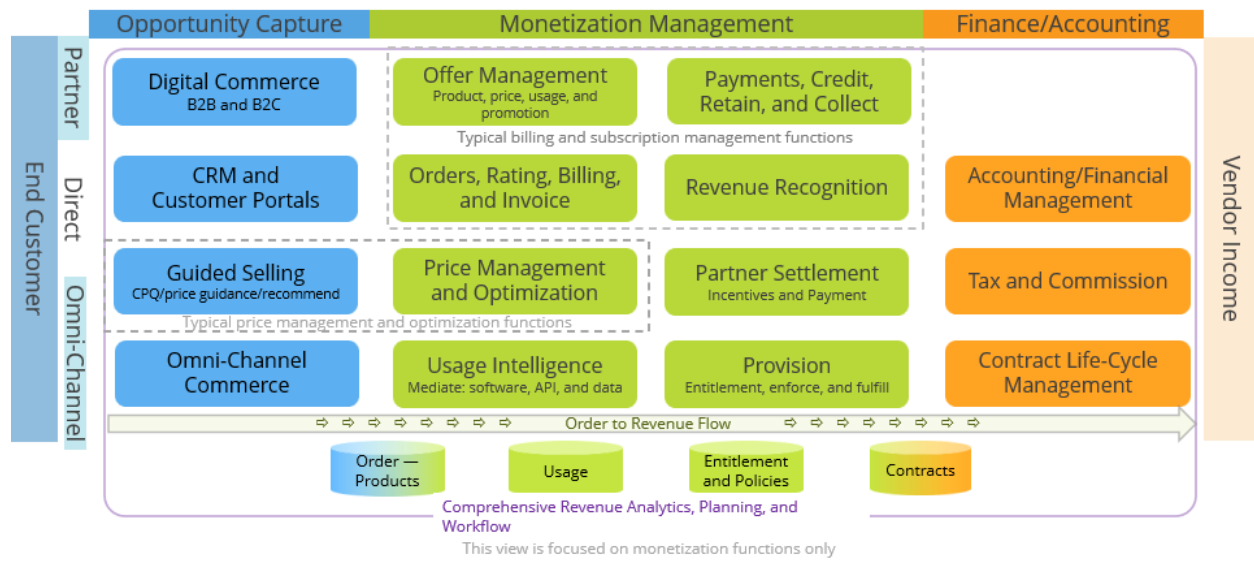 Opportunity Capture
Monetization Management
Finance/Accounting
End Customer
Partner
Direct
Omni-Channel
Digital Commerce
B2B and B2C
Offer Management
Product, price, usage, and
promotion
Payments, Credit,
Retain, and Collect
Typical billing and subscription management functions
CRM and
Customer Portals
Orders, Rating, Billing,
and Invoice
Revenue Recognition
Accounting/Financial
Management
Guided Selling
CPQ/price guidance/recommend
Price Management
and Optimization
Partner Settlement
Incentives and Payment
Tax and Commission
Typical price management and optimization functions
Omni-Channel
Commerce
Usage Intelligence
Mediate: software, API, and data
Provision
Entitlement, enforce, and fulfill
Contract Life-Cycle
Management
Vendor Income
Order to Revenue Flow
Order —
Products
Usage
Entitlement
and Policies
Contracts
Comprehensive Revenue Analytics, Planning, and
Workflow
This view is focused on monetization functions only